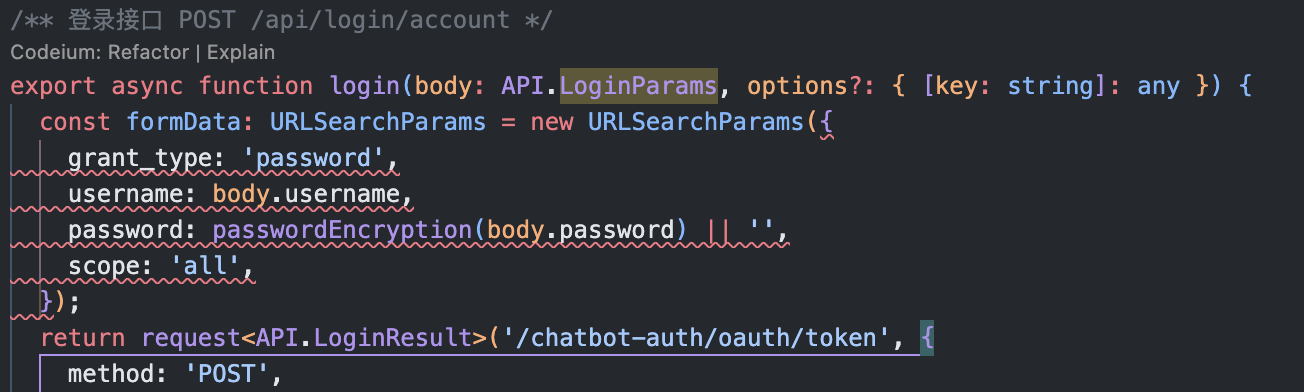 /** 登录接口 POST /api/login/account */
Codeium: Refactor | Explain
export async function login(body: API.LoginParams, options?: { [key: string]: any }) {
  const formData: URLSearchParams = new URLSearchParams({
    grant_type: 'password',
    username: body.username,
    password: passwordEncryption(body.password) || '',
    scope: 'all',
  });
  return request<API.LoginResult>('/chatbot-auth/oauth/token', {
    method: 'POST',